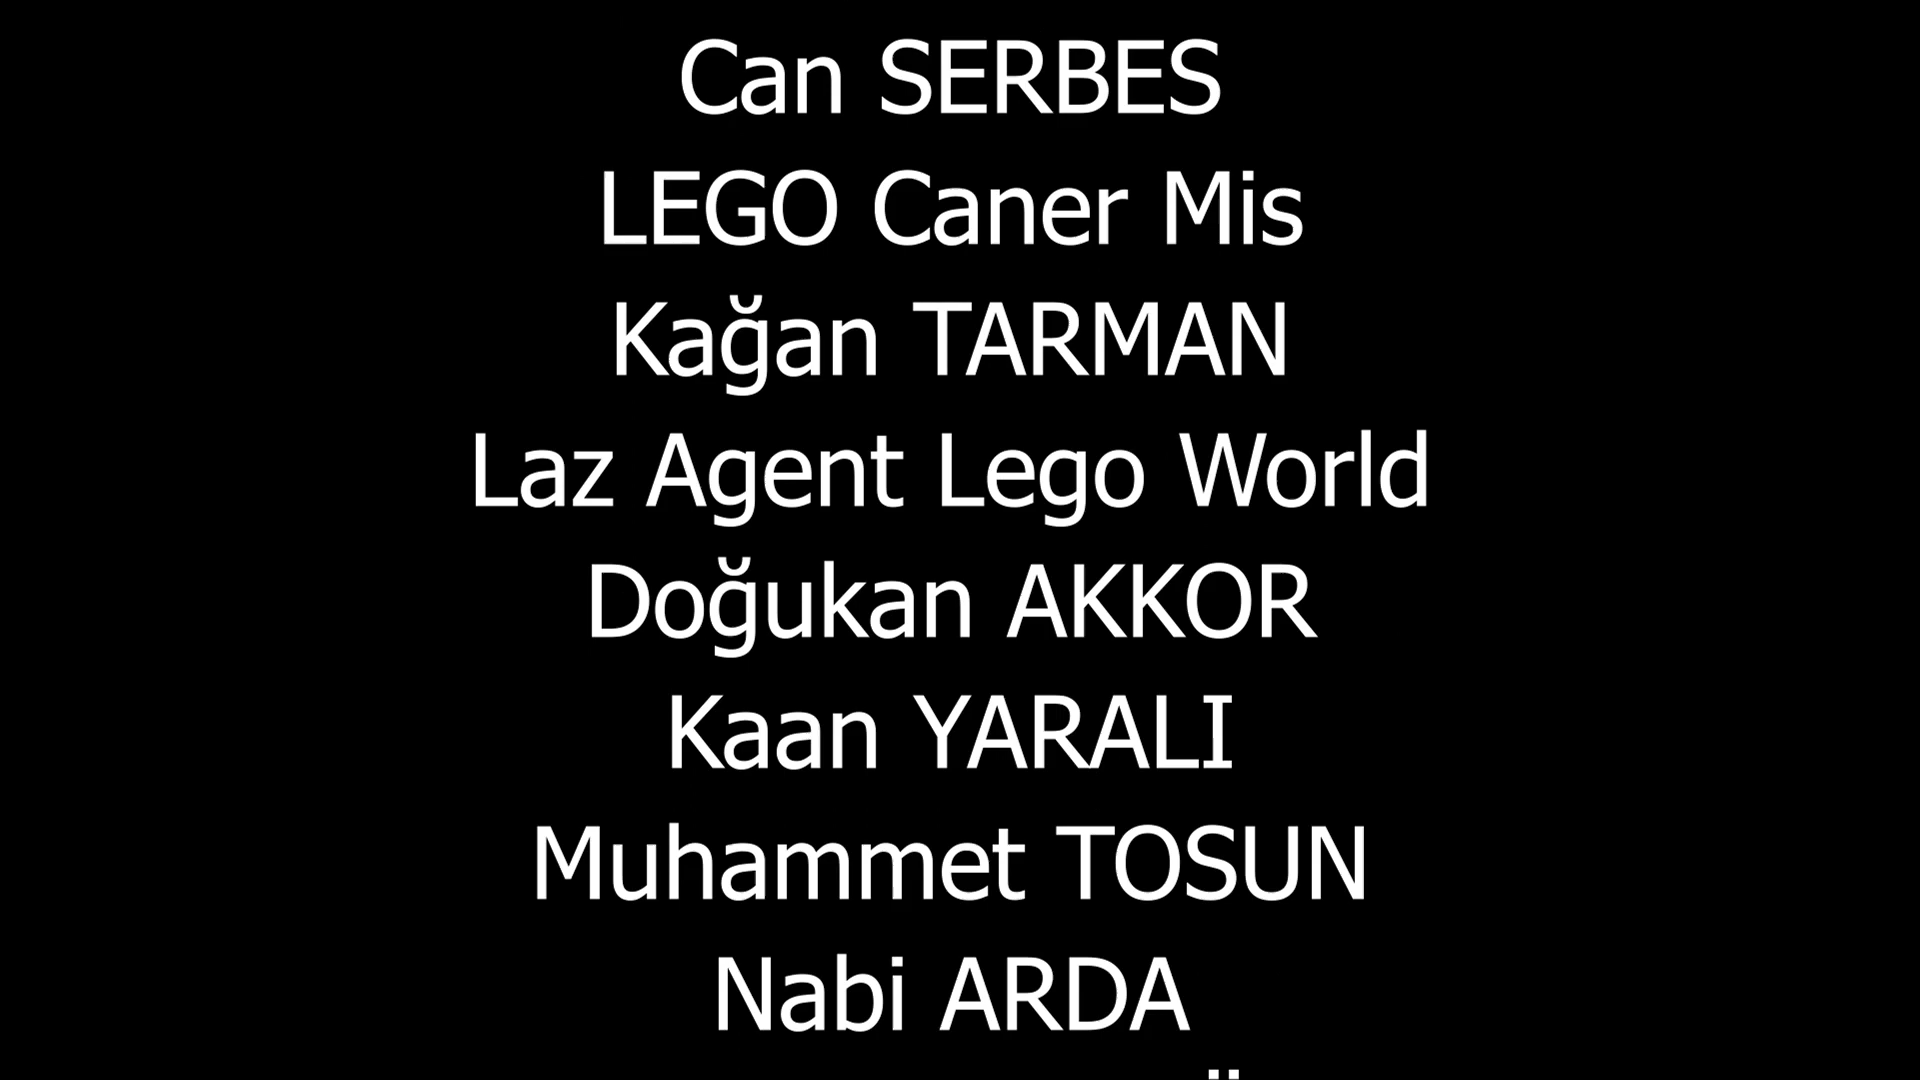 Can SERBES
LEGO Caner Mis
Kağan TARMAN
Laz Agent Lego World
Doğukan AKKOR
Kaan YARALI
Muhammet TOSUN
Nabi ARDA